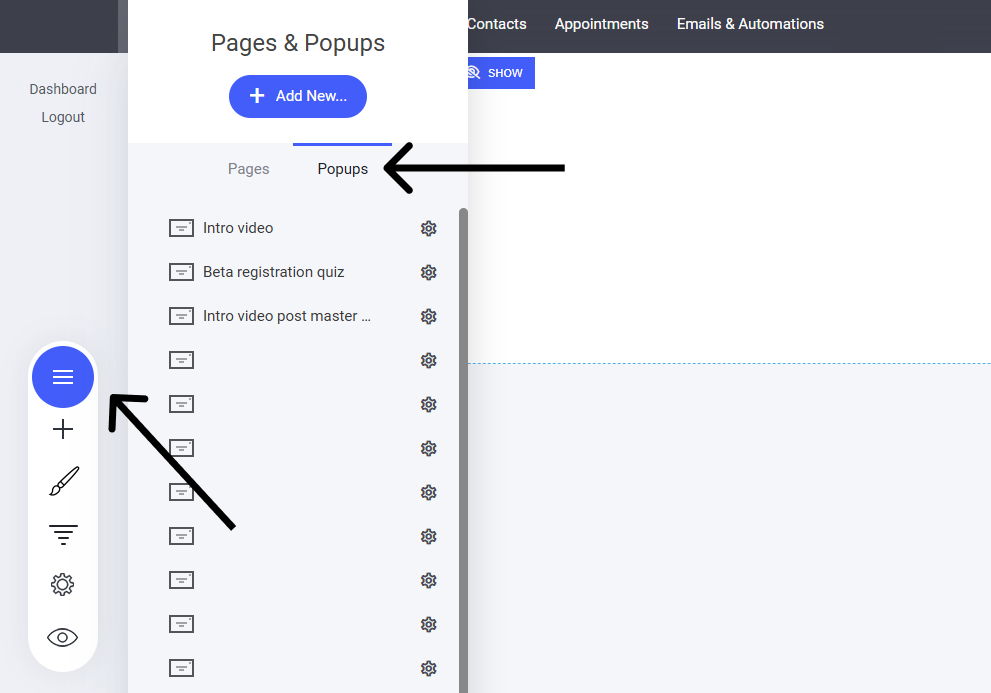 Contacts
Appointments
Emails & Automations
Pages & Popups
Add New...
SHOW
Dashboard
Logout
Pages
Popups
Intro video
Beta registration quiz
Intro video post master ...